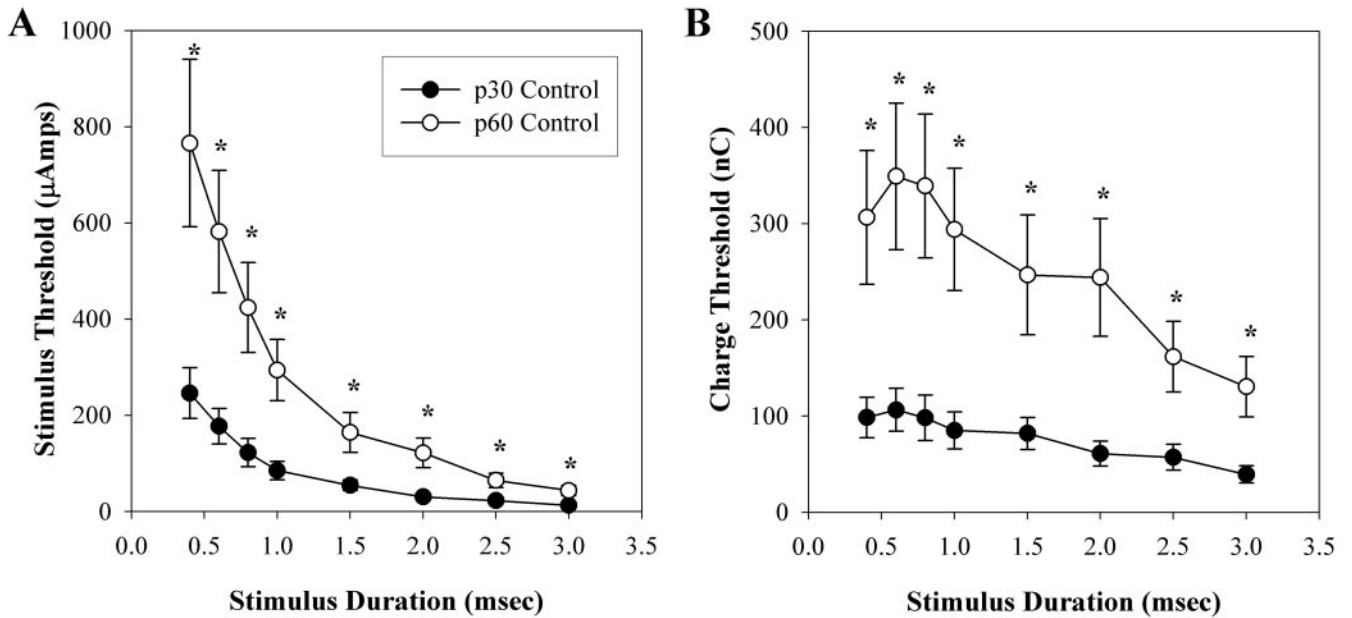 A
B
1000
800
600
400
200
0
Stimulus Threshold (μAmps)
*
*
*
*
*
*
*
*
p30 Control
p60 Control
0.0 0.5 1.0 1.5 2.0 2.5 3.0 3.5
Stimulus Duration (msec)
500
400
300
200
100
0
Charge Threshold (nC)
*
*
*
*
*
*
*
*
0.0 0.5 1.0 1.5 2.0 2.5 3.0 3.5
Stimulus Duration (msec)